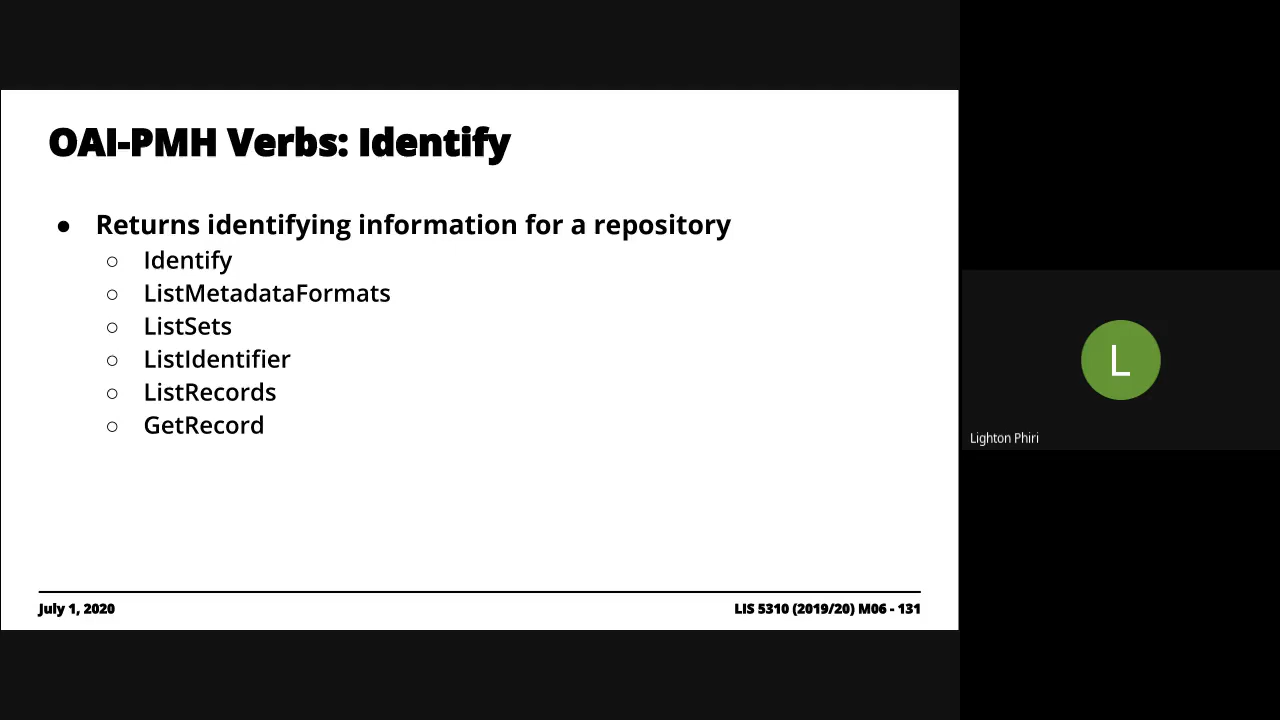 OAI-PMH Verbs: Identify
● Returns identifying information for a repository
○ Identify
○ ListMetadataFormats
○ ListSets
○ ListIdentifier
○ ListRecords
○ GetRecord
July 1, 2020
LIS 5310 (2019/20) M06 - 131
L
Lighton Phiri